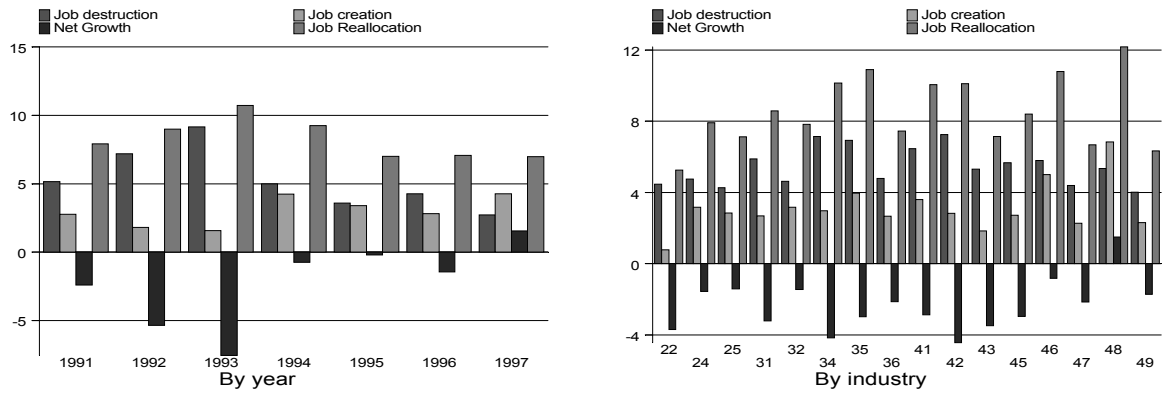 Job destruction Job creation
Net Growth Job Reallocation
15
10
5
0
-5
1991 1992 1993 1994 1995 1996 1997
By year
Job destruction Job creation
Net Growth Job Reallocation
12
8
4
0
-4
22 25 32 35 41 43 46 48
24 31 34 36 42 45 47 49
By industry